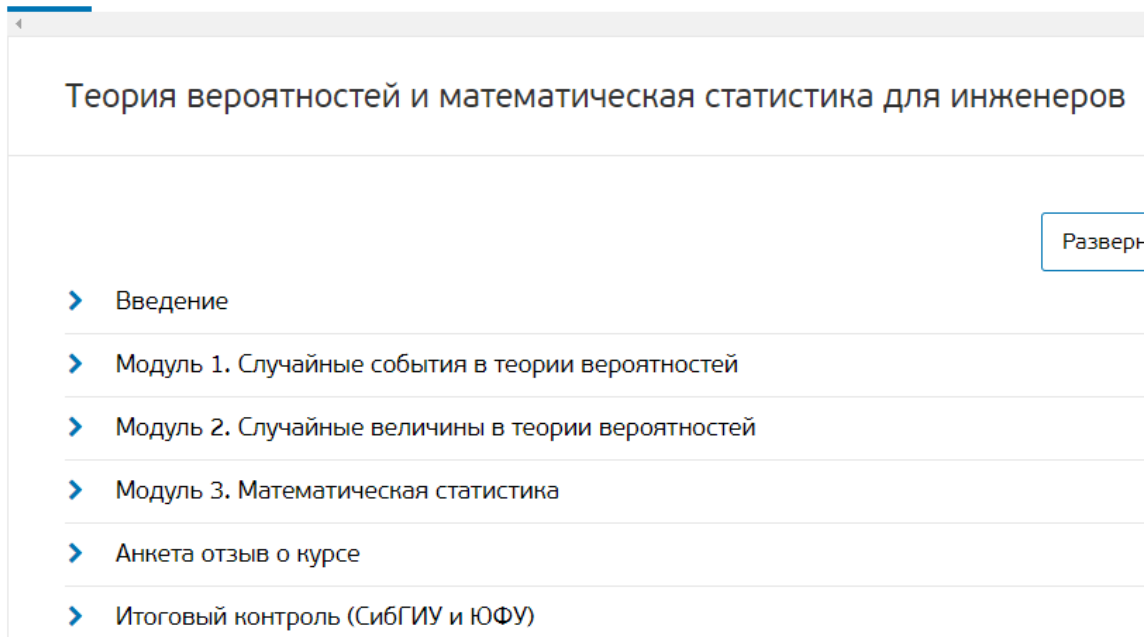 Теория вероятностей и математическая статистика для инженеров
Введение
Модуль 1. Случайные события в теории вероятностей
Модуль 2. Случайные величины в теории вероятностей
Модуль 3. Математическая статистика
Анкета отзыв о курсе
Итоговый контроль (СибГИУ и ЮФУ)